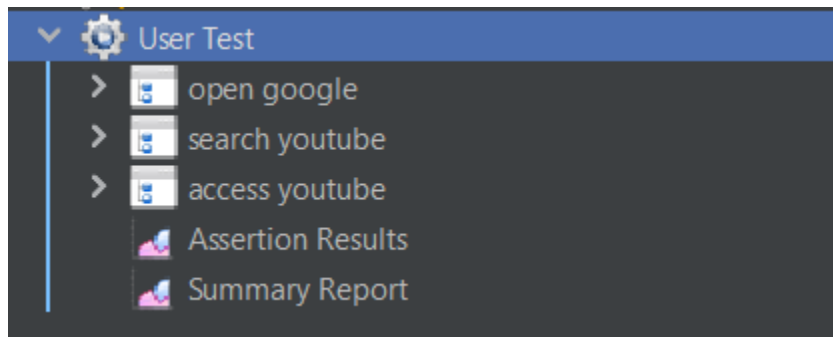 User Test
open google
search youtube
access youtube
Assertion Results
Summary Report